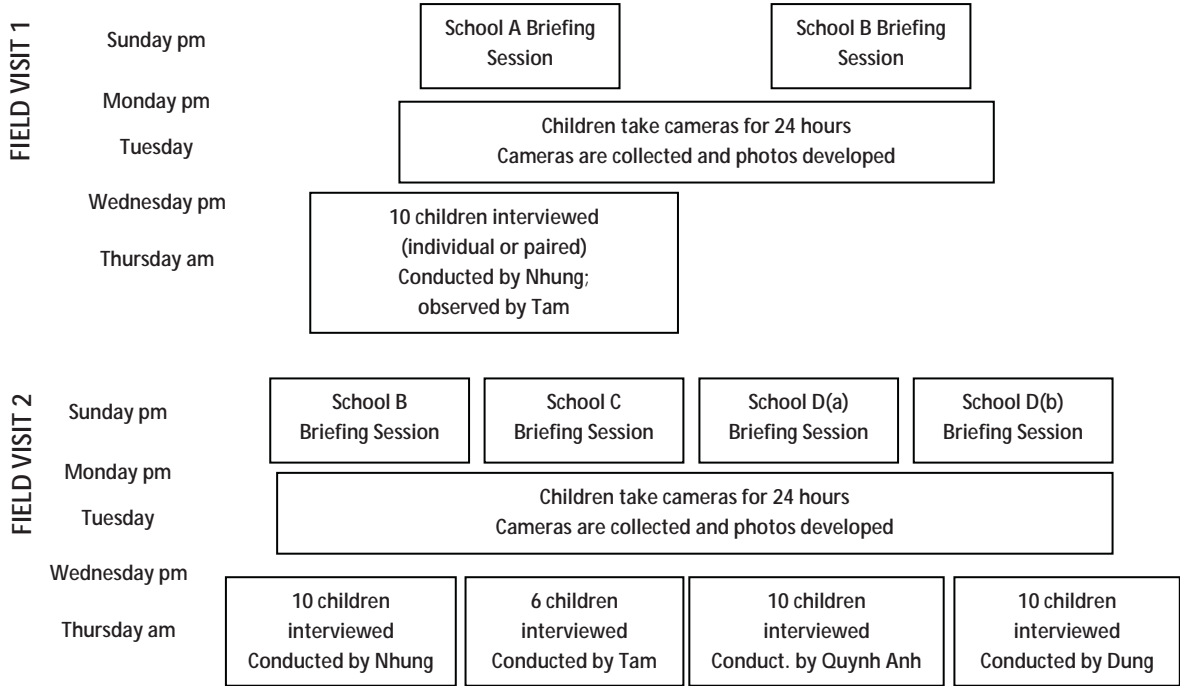 FIELD VISIT 1
Sunday pm
School A Briefing
Session
School B Briefing
Session
Monday pm
Tuesday
Children take cameras for 24 hours
Cameras are collected and photos developed
Wednesday pm
Thursday am
10 children interviewed
(individual or paired)
Conducted by Nhung;
observed by Tam
FIELD VISIT 2
Sunday pm
School B
Briefing Session
School C
Briefing Session
School D(a)
Briefing Session
School D(b)
Briefing Session
Monday pm
Tuesday
Children take cameras for 24 hours
Cameras are collected and photos developed
Wednesday pm
Thursday am
10 children
interviewed
Conducted by Nhung
6 children
interviewed
Conducted by Tam
10 children
interviewed
Conduct. by Quynh Anh
10 children
interviewed
Conducted by Dung